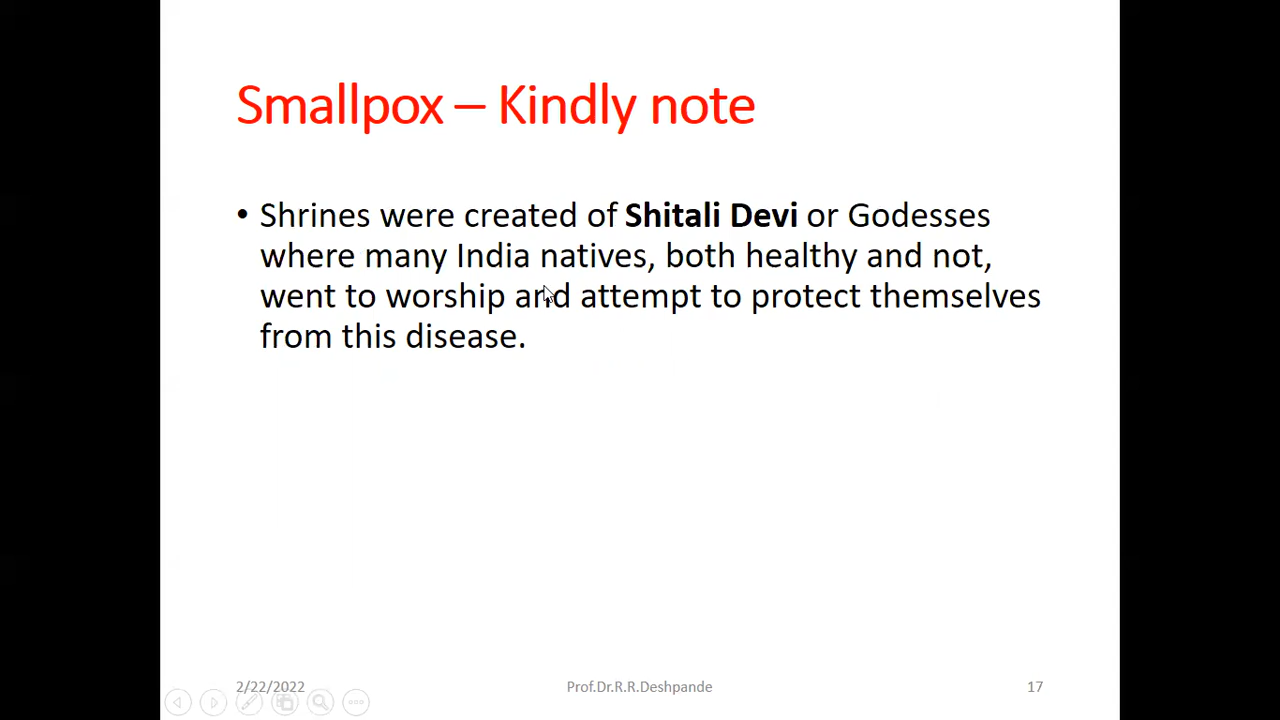 Smallpox – Kindly note
• Shrines were created of Shitali Devi or Godesses
where many India natives, both healthy and not,
went to worship and attempt to protect themselves
from this disease.
2/22/2022
Prof.Dr.R.R.Deshpande
17